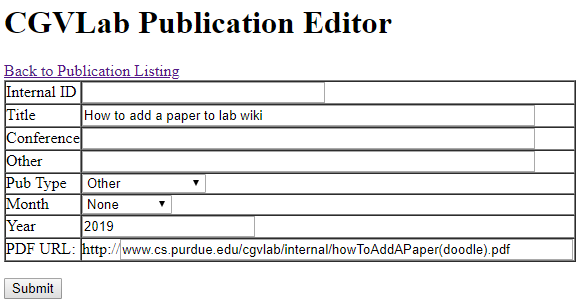 CGVLab Publication Editor
Back to Publication Listing
Internal ID
Title How to add a paper to lab wiki
Conference
Other
Pub Type Other
Month None
Year 2019
PDF URL: http://www.cs.purdue.edu/cgvlab/internal/howToAddAPaper(doodle).pdf
Submit